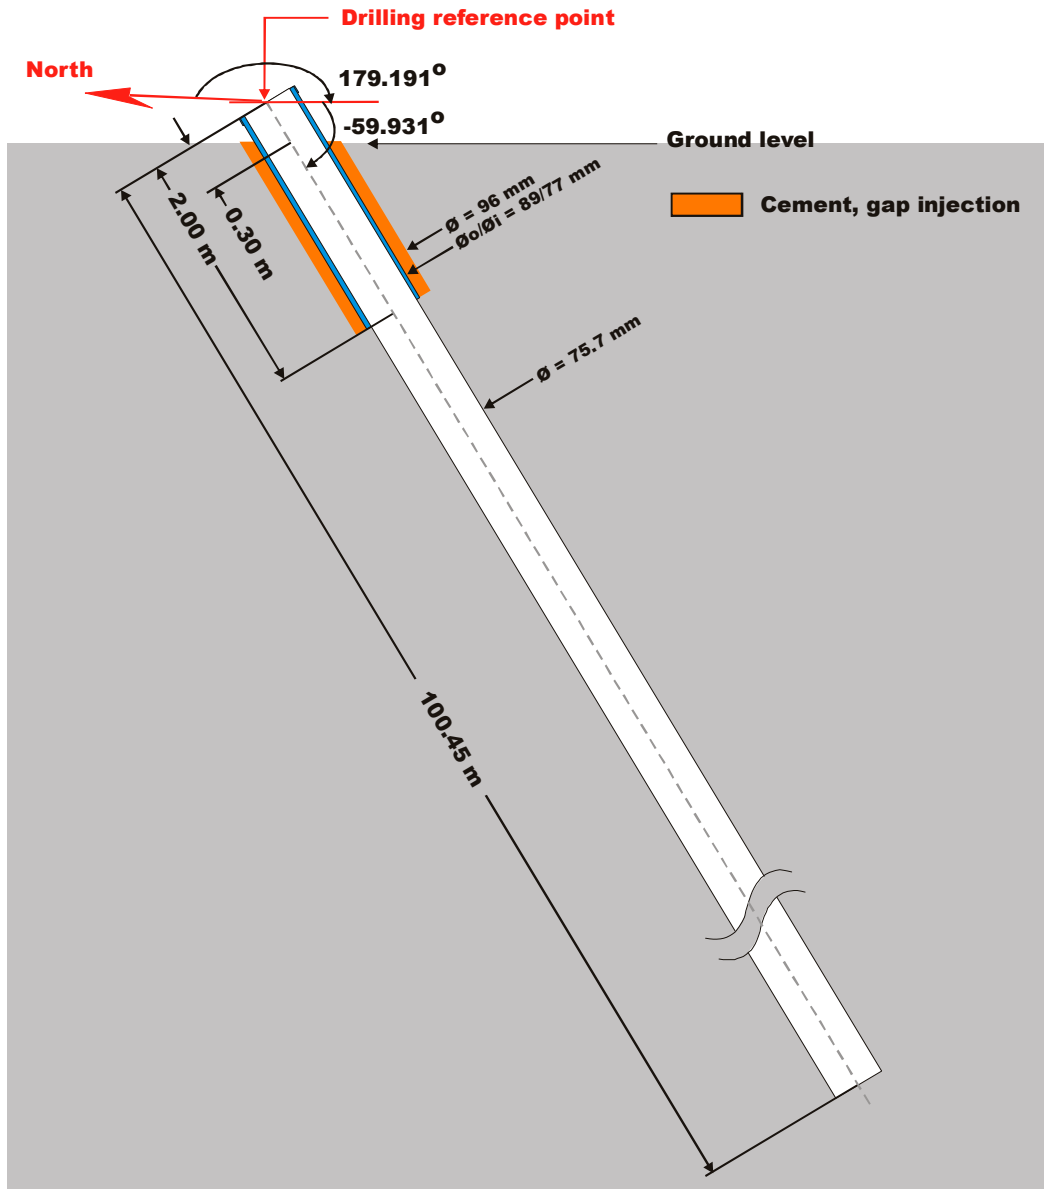 Drilling reference point
North
179.191°
-59.931°
Ground level
Ø = 96 mm
Øo/Øi = 89/77 mm
Cement, gap injection
2.00 m
0.30 m
Ø = 75.7 mm
100.45 m